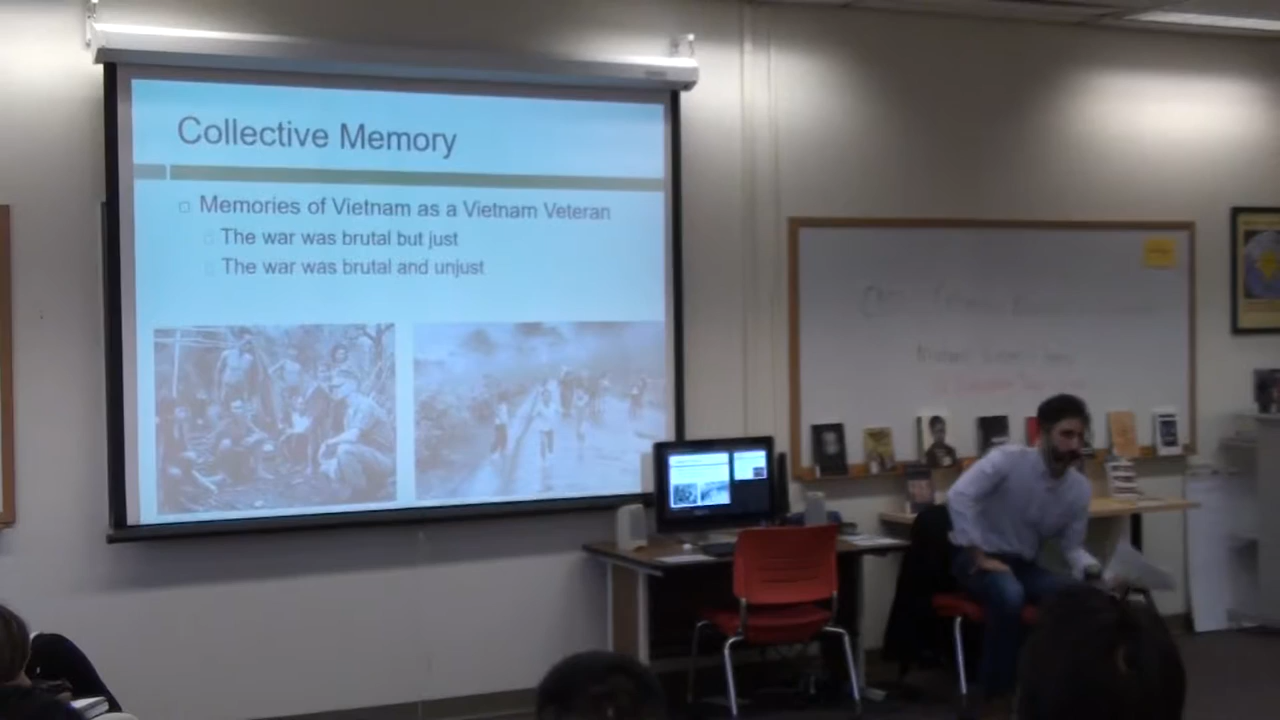 Collective Memory
Memories of Vietnam as a Vietnam Veteran
The war was brutal but just
The war was brutal and unjust